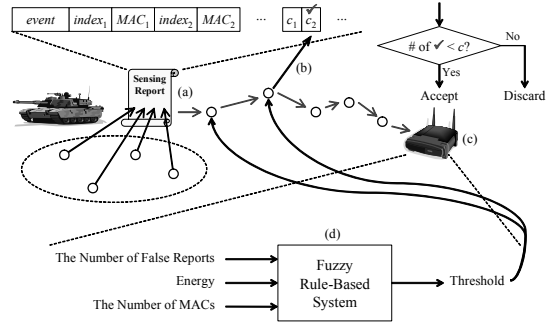 event index1 MAC1 index2 MAC2 ... c1 c2 ✓ ...
Sensing
Report
(a)
(b)
# of ✓ < c?
No
Yes
Accept
Discard
(c)
(d)
The Number of False Reports
Energy
The Number of MACs
Fuzzy
Rule-Based
System
Threshold